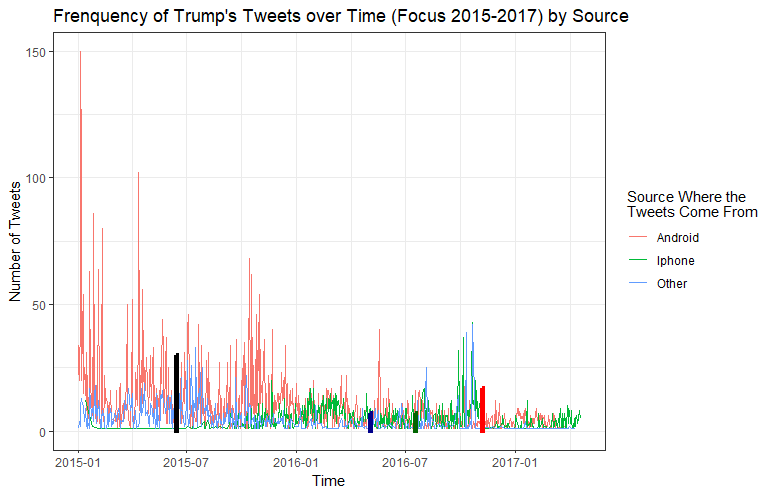 Frenquency of Trump's Tweets over Time (Focus 2015-2017) by Source
150
100
50
0
Number of Tweets
2015-01 2015-07 2016-01 2016-07 2017-01
Time
Source Where the
Tweets Come From
Android
Iphone
Other